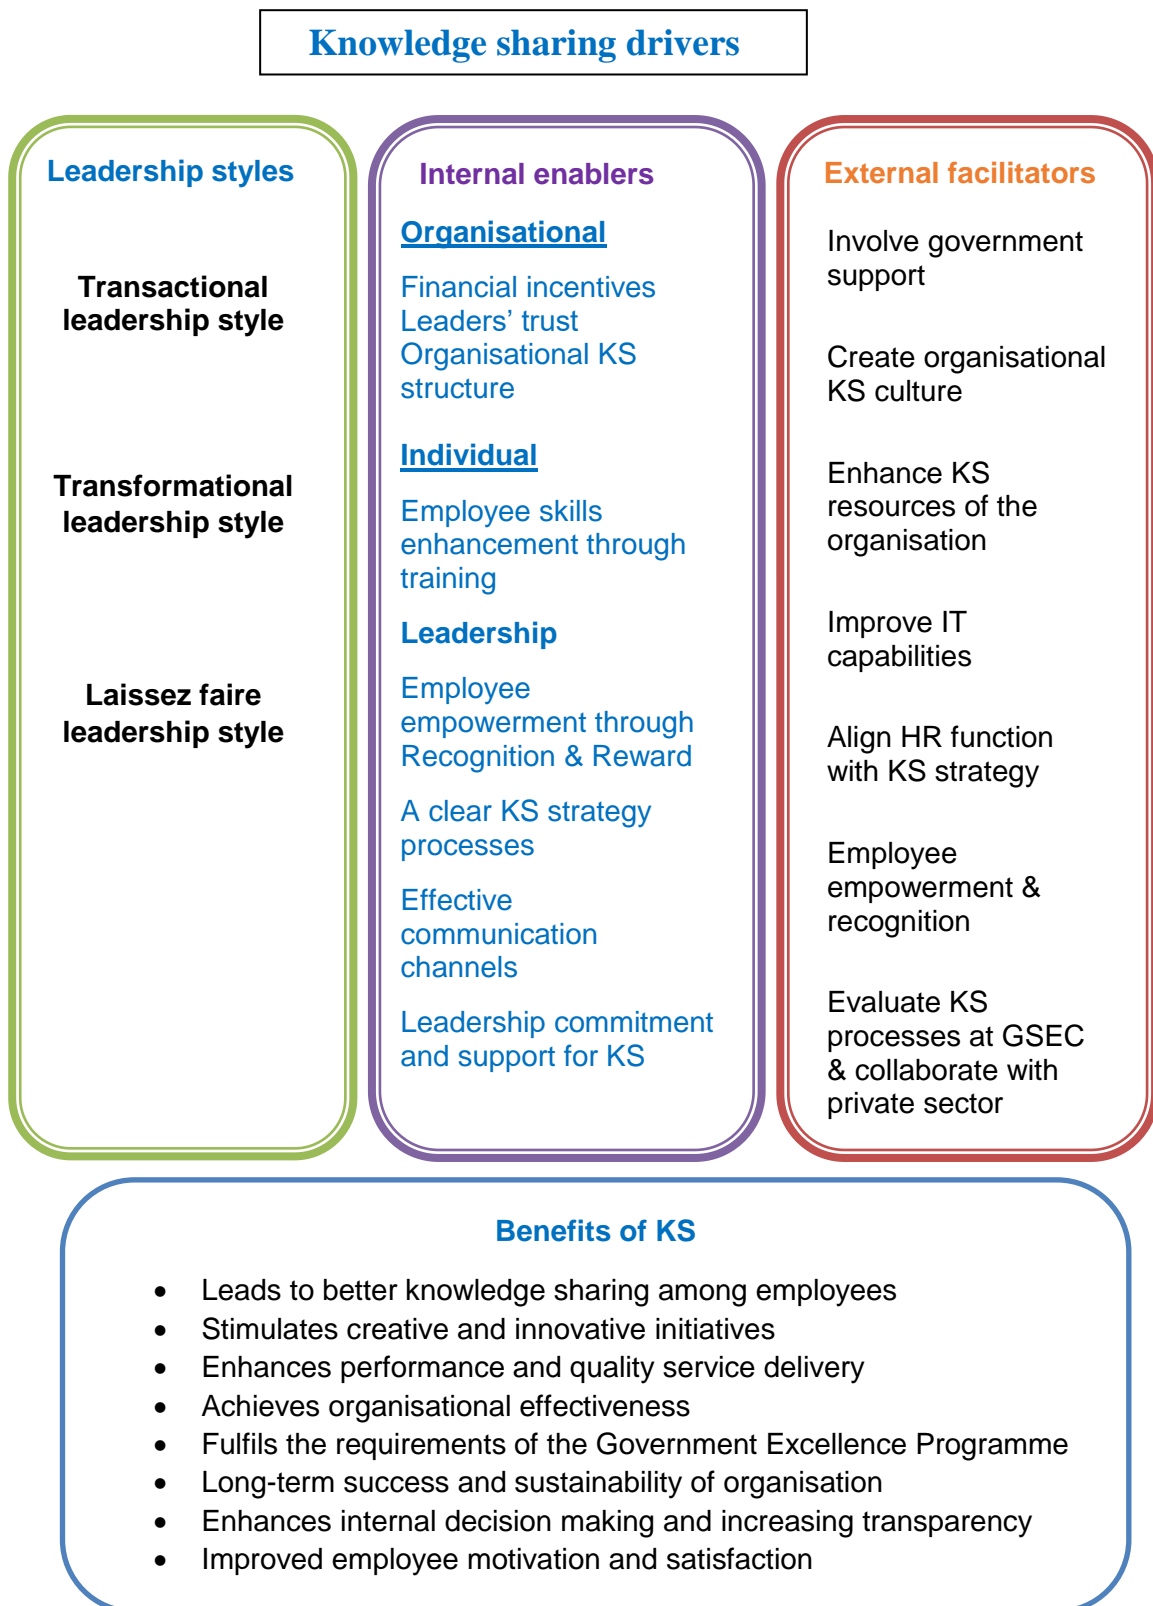 Knowledge sharing drivers
Leadership styles
Transactional
leadership style
Transformational
leadership style
Laissez faire
leadership style
Internal enablers
Organisational
Financial incentives
Leaders’ trust
Organisational KS
structure
Individual
Employee skills
enhancement through
training
Leadership
Employee
empowerment through
Recognition & Reward
A clear KS strategy
processes
Effective
communication
channels
Leadership commitment
and support for KS
External facilitators
Involve government
support
Create organisational
KS culture
Enhance KS
resources of the
organisation
Improve IT
capabilities
Align HR function
with KS strategy
Employee
empowerment &
recognition
Evaluate KS
processes at GSEC
& collaborate with
private sector
Benefits of KS
• Leads to better knowledge sharing among employees
• Stimulates creative and innovative initiatives
• Enhances performance and quality service delivery
• Achieves organisational effectiveness
• Fulfils the requirements of the Government Excellence Programme
• Long-term success and sustainability of organisation
• Enhances internal decision making and increasing transparency
• Improved employee motivation and satisfaction